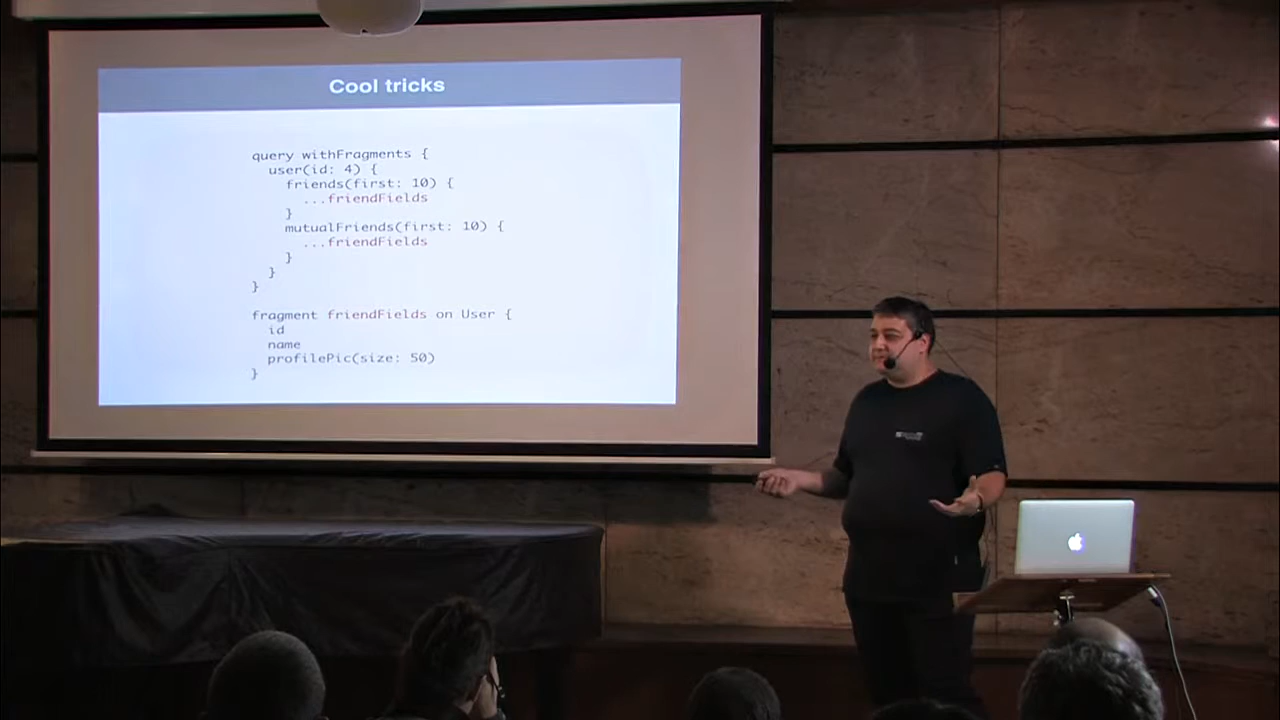 Cool tricks
query withFragments {
  user(id: 4) {
    friends(first: 10) {
      ...friendFields
    }
    mutualFriends(first: 10) {
      ...friendFields
    }
  }
}
fragment friendFields on User {
  id
  name
  profilePic(size: 50)
}